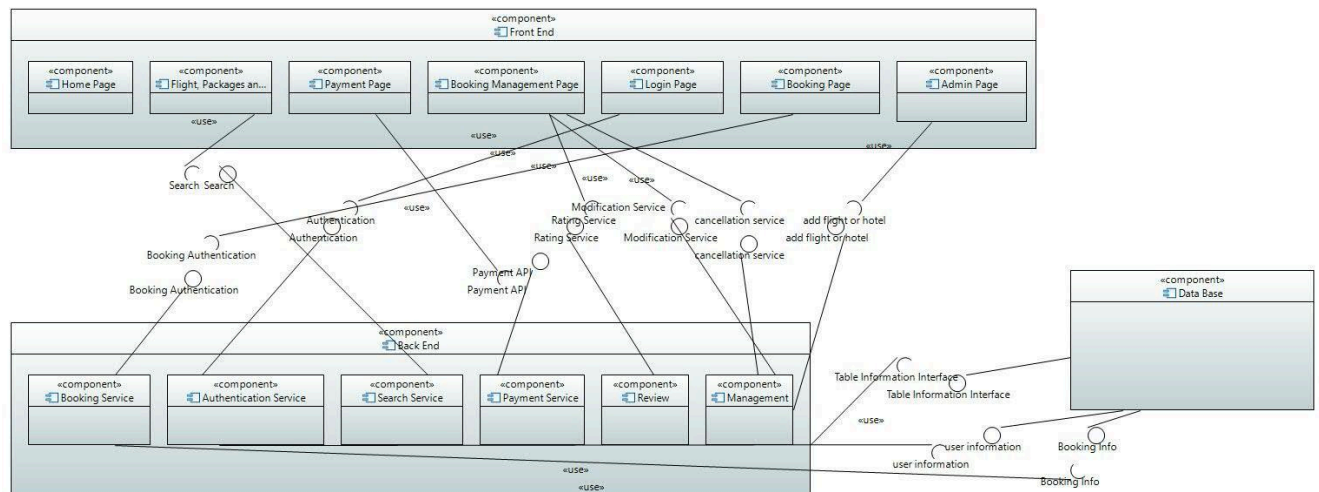 «component»
Front End
«component»
Home Page
«component»
Flight, Packages an...
«component»
Payment Page
«component»
Booking Management Page
«component»
Login Page
«component»
Booking Page
«component»
Admin Page
«use»
«use»
«use»
«use»
«use»
«use»
«use»
«use»
Search
Search
Authentication
Authentication
Modification Service
Rating Service
Rating Service
Modification Service
cancellation service
cancellation service
add flight or hotel
add flight or hotel
Booking Authentication
Booking Authentication
Payment API
Payment API
«component»
Data Base
«component»
Back End
«component»
Booking Service
«component»
Authentication Service
«component»
Search Service
«component»
Payment Service
«component»
Review
«component»
Management
Table Information Interface
Table Information Interface
«use»
user information
user information
Booking Info
Booking Info
«use»
«use»